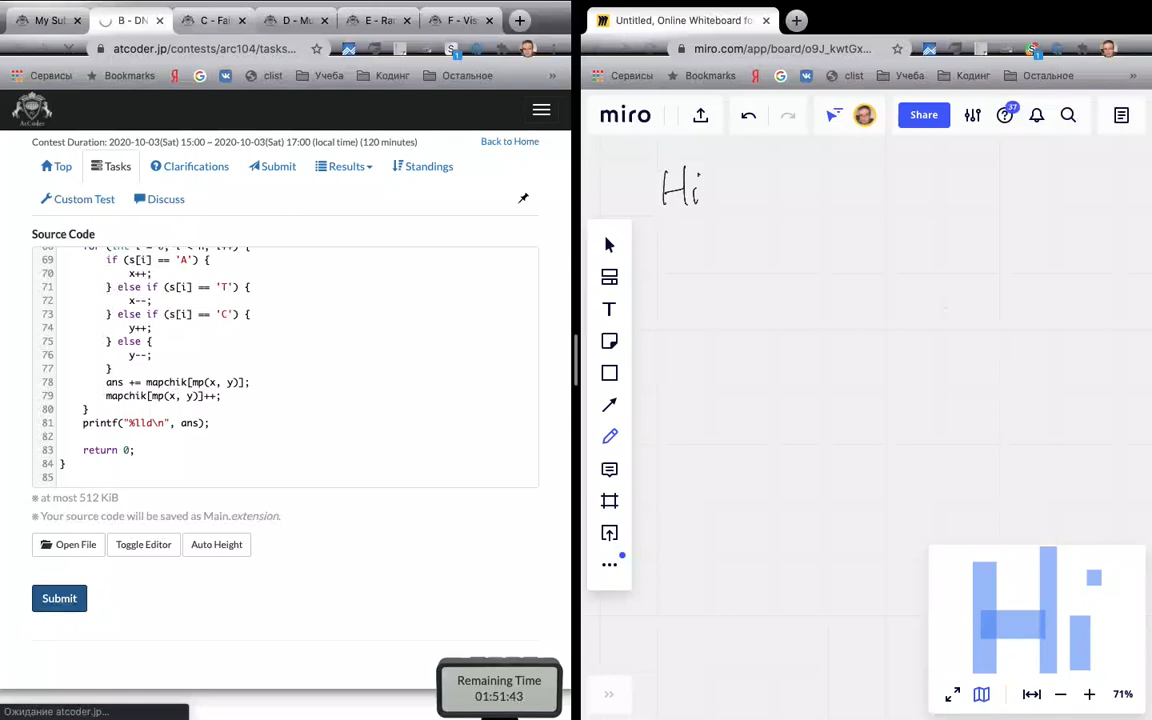 My Su
B - DN
C - Fai
D - Mu
E - Ra
F - Vis
Untitled, Online Whiteboard fo
atcoder.jp/contests/arc104/tasks...
miro.com/app/board/o9J_kwtGx...
Сервисы
Bookmarks
clist
Учеба
Кодинг
Остальное
Сервисы
Bookmarks
clist
Учеба
Кодинг
Остальное
AtCoder
miro
Share
37
Contest Duration: 2020-10-03(Sat) 15:00 ~ 2020-10-03(Sat) 17:00 (local time) (120 minutes)
Back to Home
Top
Tasks
Clarifications
Submit
Results
Standings
Custom Test
Discuss
Hi
Source Code
69 if (s[i] == 'A') {
70 x++;
71 } else if (s[i] == 'T') {
72 x--;
73 } else if (s[i] == 'C') {
74 y++;
75 } else {
76 y--;
77 }
78 ans += mapchik[mp(x, y)];
79 mapchik[mp(x, y)]++;
80 }
81 printf("%lld\n", ans);
82
83 return 0;
84 }
85
※ at most 512 KiB
※ Your source code will be saved as Main.extension.
Open File
Toggle Editor
Auto Height
Submit
Remaining Time
01:51:43
Ожидание atcoder.jp...
71%